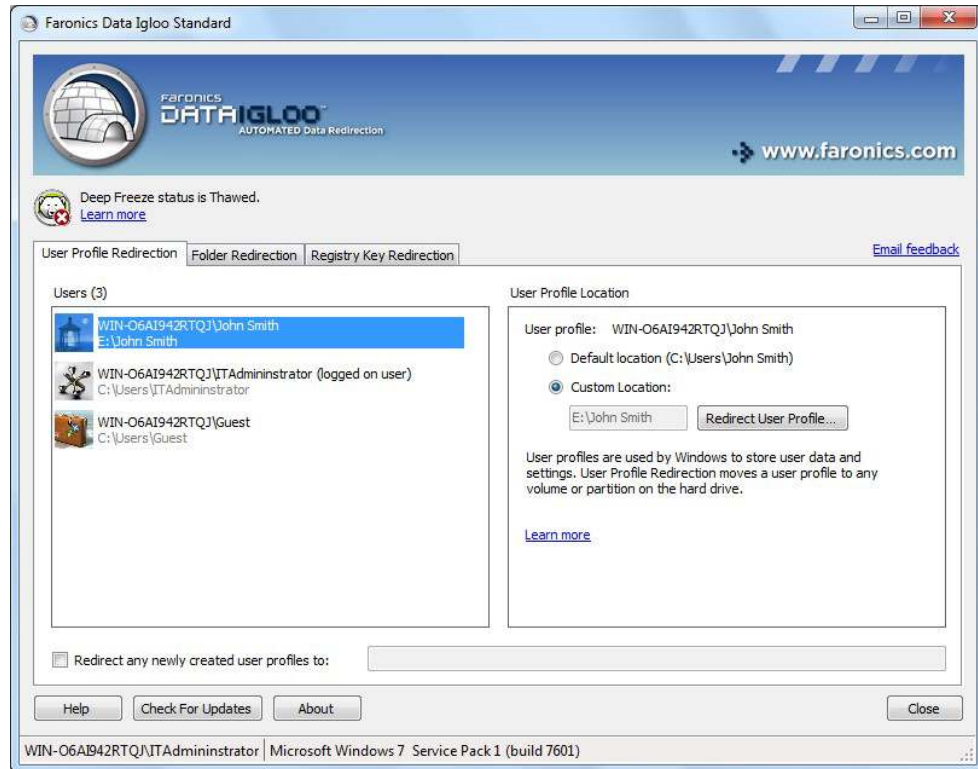 Faronics Data Igloo Standard
FARONICS
DATAIGLOO™
AUTOMATED Data Redirection
www.faronics.com
Deep Freeze status is Thawed.
Learn more
User Profile Redirection
Folder Redirection
Registry Key Redirection
Email feedback
Users (3)
WIN-O6AI942RTQJ\John Smith
E:\John Smith
WIN-O6AI942RTQJ\ITAdmininstrator (logged on user)
C:\Users\ITAdmininstrator
WIN-O6AI942RTQJ\Guest
C:\Users\Guest
User Profile Location
User profile: WIN-O6AI942RTQJ\John Smith
Default location (C:\Users\John Smith)
Custom Location:
E:\John Smith
Redirect User Profile...
User profiles are used by Windows to store user data and
settings. User Profile Redirection moves a user profile to any
volume or partition on the hard drive.
Learn more
Redirect any newly created user profiles to:
Help
Check For Updates
About
Close
WIN-O6AI942RTQJ\ITAdmininstrator
Microsoft Windows 7 Service Pack 1 (build 7601)